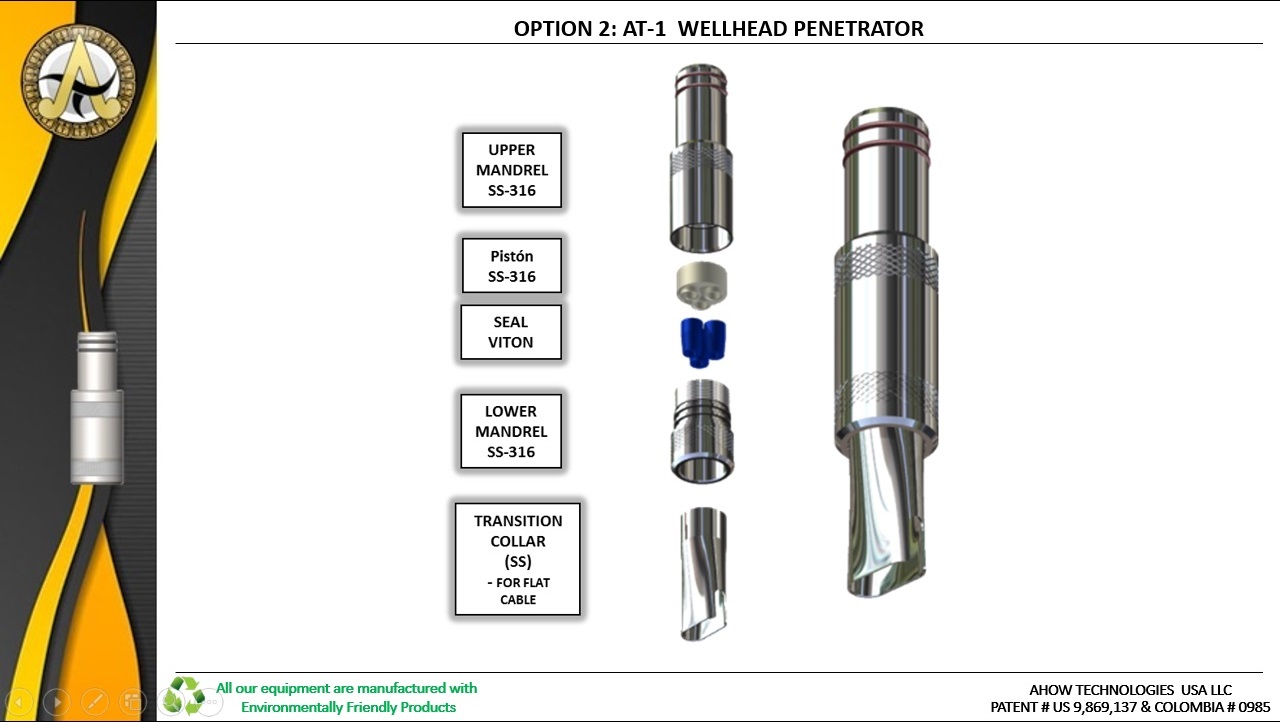 OPTION 2: AT-1 WELLHEAD PENETRATOR
UPPER
MANDREL
SS-316
Pistón
SS-316
SEAL
VITON
LOWER
MANDREL
SS-316
TRANSITION
COLLAR
(SS)
- FOR FLAT
CABLE
All our equipment are manufactured with
Environmentally Friendly Products
AHOW TECHNOLOGIES USA LLC
PATENT # US 9,869,137 & COLOMBIA # 0985